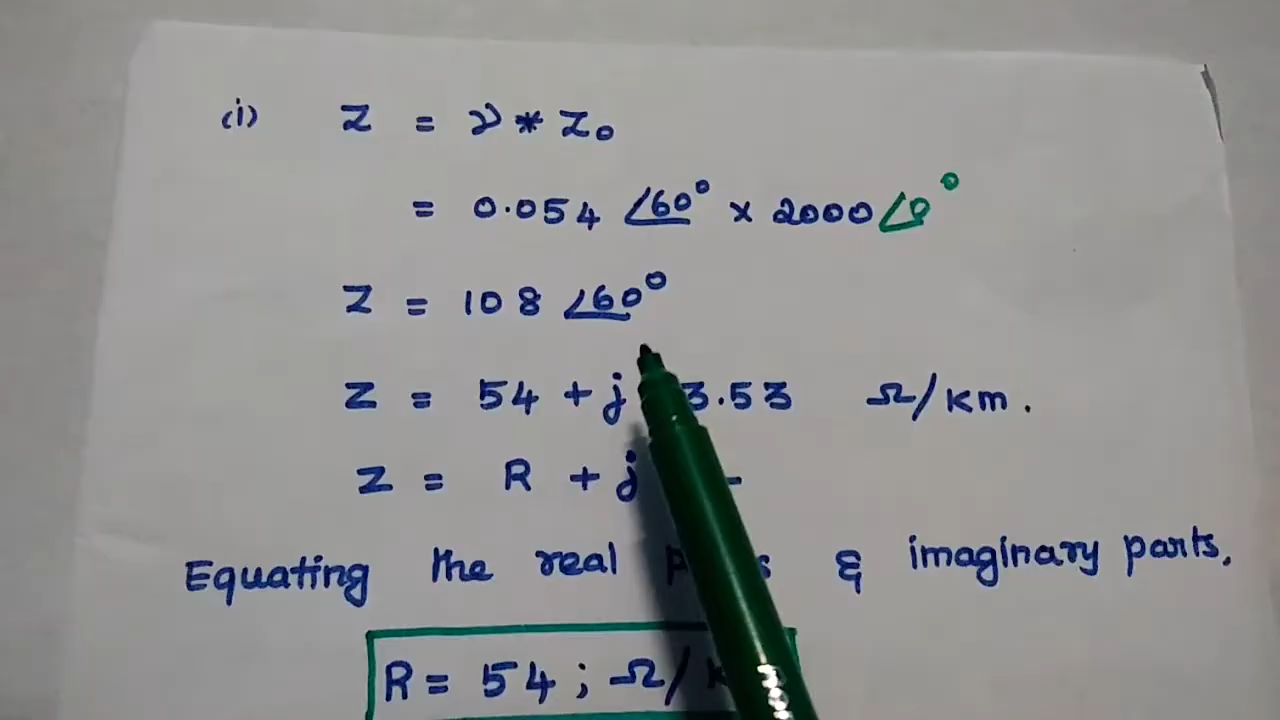 (i) Z = γ * Z₀
= 0.054 ∠60° × 2000 ∠0°
Z = 108 ∠60°
Z = 54 + j 3.53 Ω/km.
Z = R + j
Equating the real & imaginary parts.
R = 54 ; Ω/